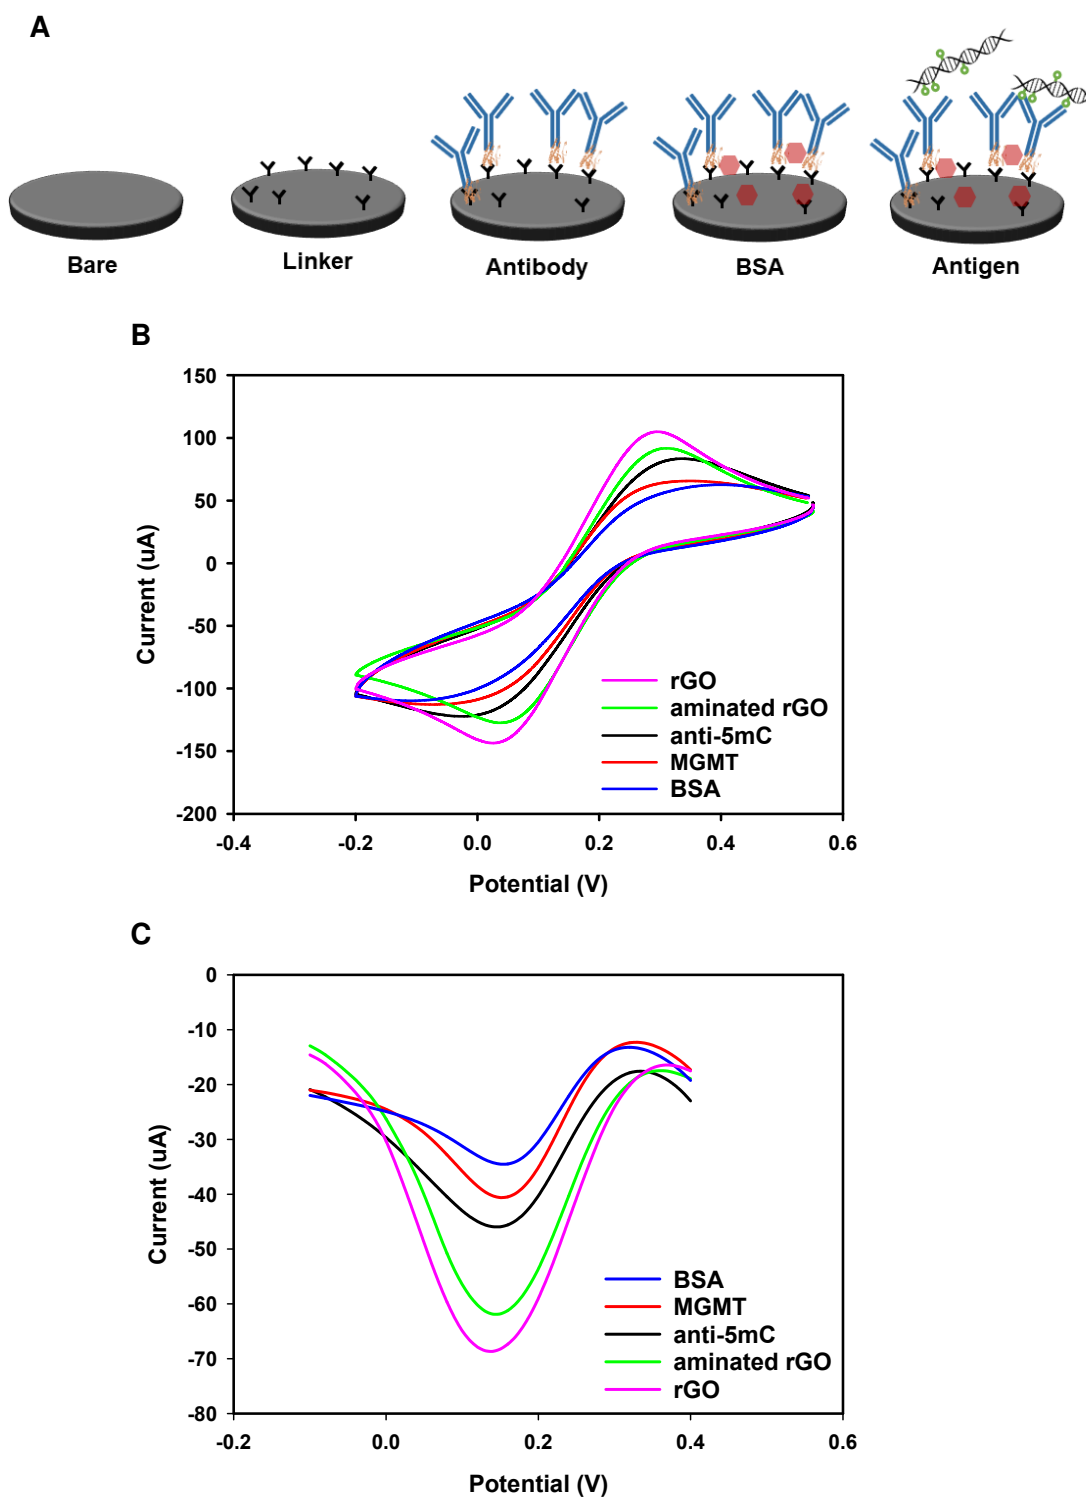 A
Bare
Linker
Antibody
BSA
Antigen
B
150
100
50
0
-50
-100
-150
-200
-0.4
-0.2
0.0
0.2
0.4
0.6
Current (uA)
Potential (V)
rGO
aminated rGO
anti-5mC
MGMT
BSA
C
0
-10
-20
-30
-40
-50
-60
-70
-80
-0.2
0.0
0.2
0.4
0.6
Current (uA)
Potential (V)
BSA
MGMT
anti-5mC
aminated rGO
rGO